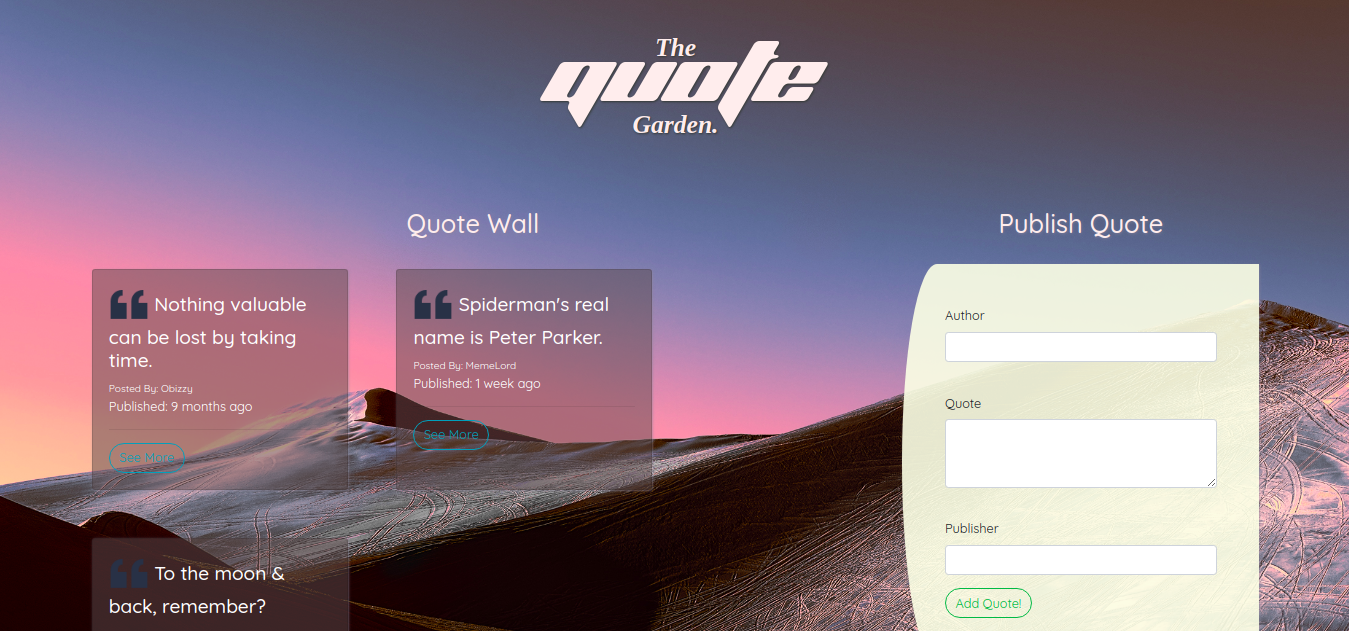 The
quote
Garden.
Quote Wall
Publish Quote
Nothing valuable
can be lost by taking
time.
Posted By: Obizzy
Published: 9 months ago
See More
Spiderman's real
name is Peter Parker.
Posted By: MemeLord
Published: 1 week ago
See More
To the moon &
back, remember?
Author
Quote
Publisher
Add Quote!